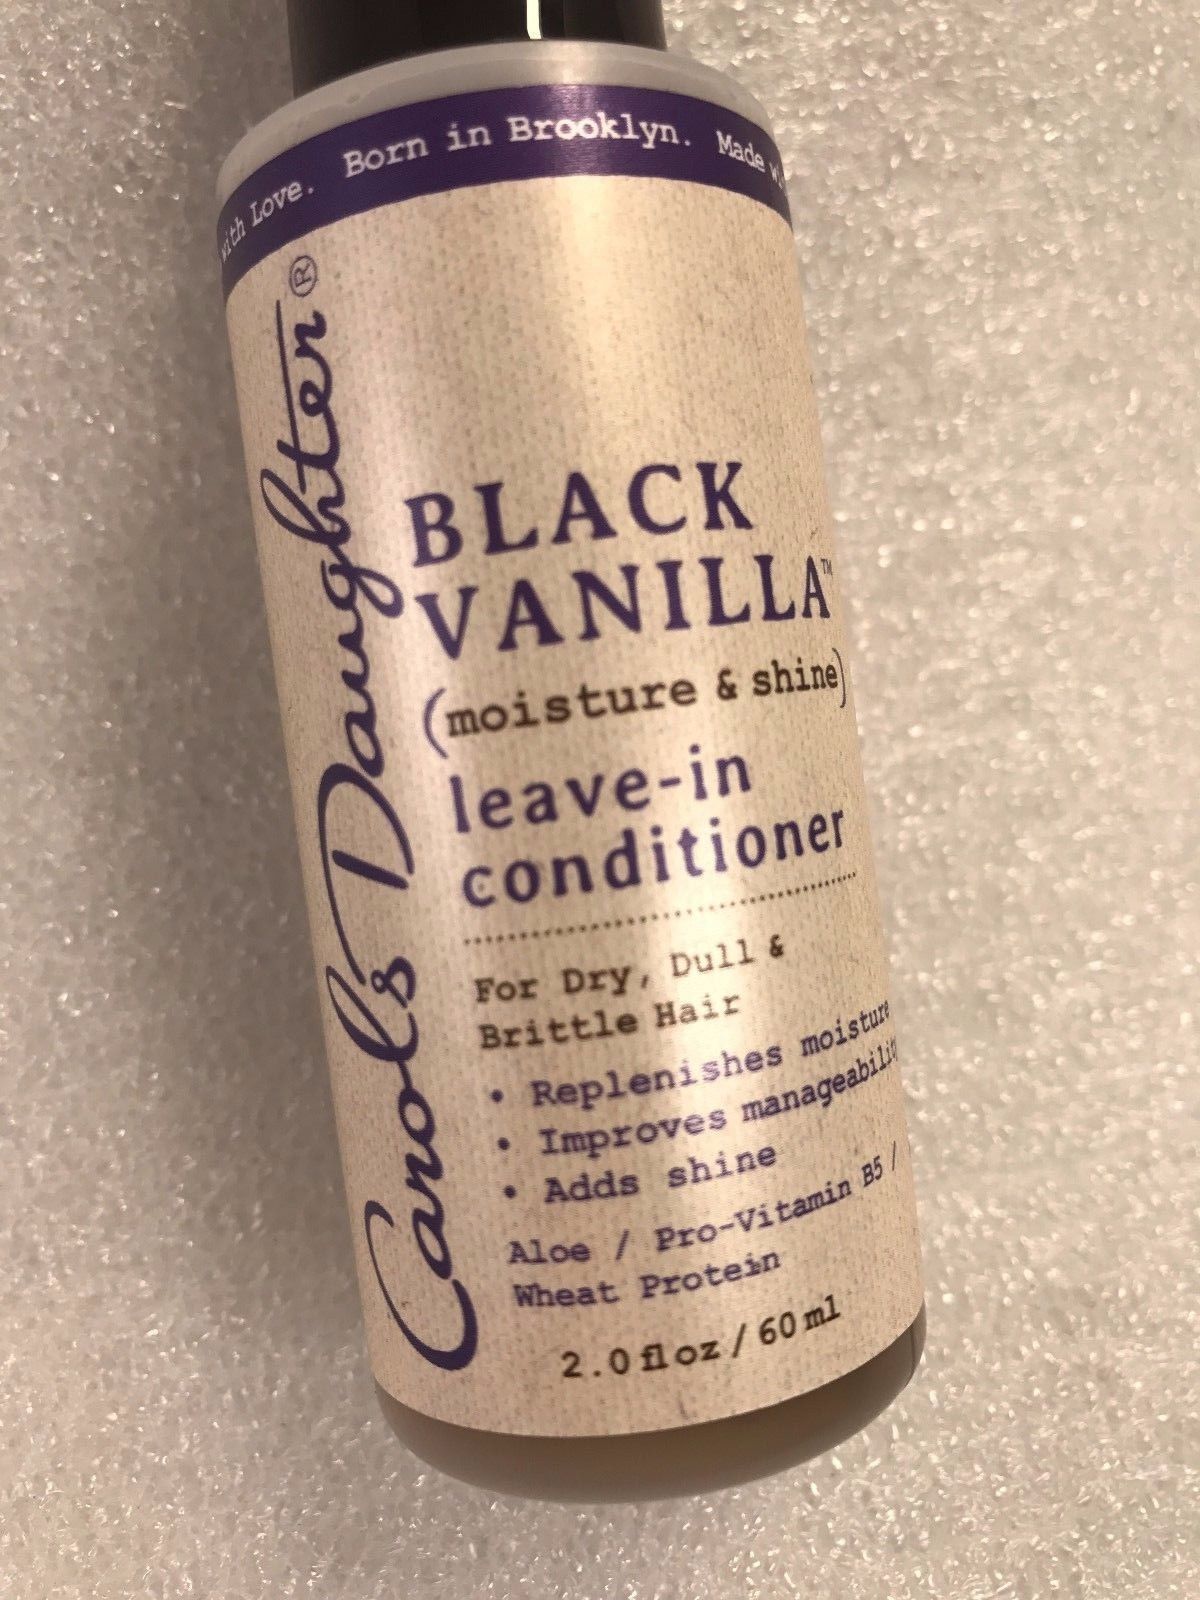 with Love. Born in Brooklyn. Made
Carol's Daughter®
BLACK
VANILLA™
(moisture & shine)
leave-in
conditioner
For Dry, Dull &
Brittle Hair
• Replenishes moisture
• Improves
• Adds shine
Aloe / Pro-Vitamin B5 /
Wheat Protein
2.0 fl oz / 60 ml